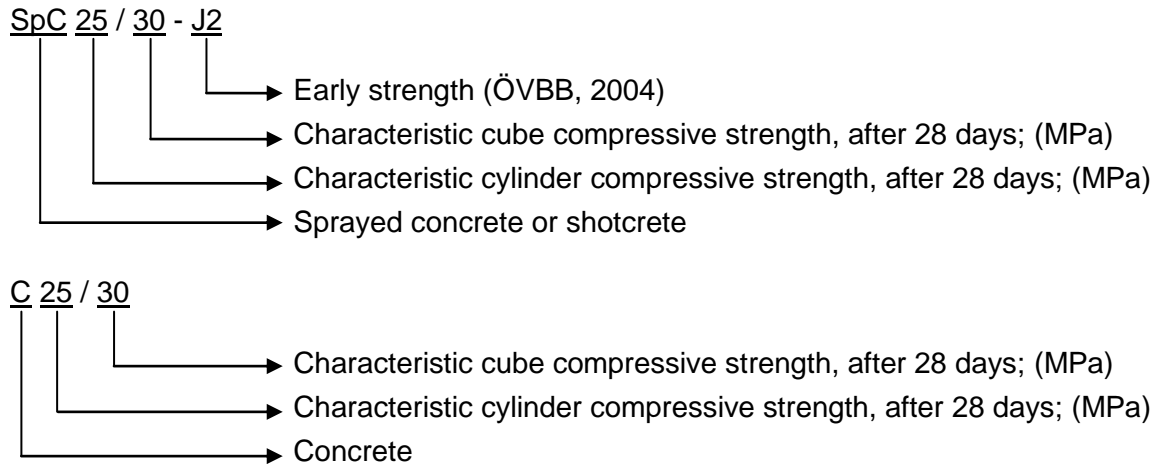 SpC 25 / 30 - J2
Early strength (ÖVBB, 2004)
Characteristic cube compressive strength, after 28 days; (MPa)
Characteristic cylinder compressive strength, after 28 days; (MPa)
Sprayed concrete or shotcrete
C 25 / 30
Characteristic cube compressive strength, after 28 days; (MPa)
Characteristic cylinder compressive strength, after 28 days; (MPa)
Concrete